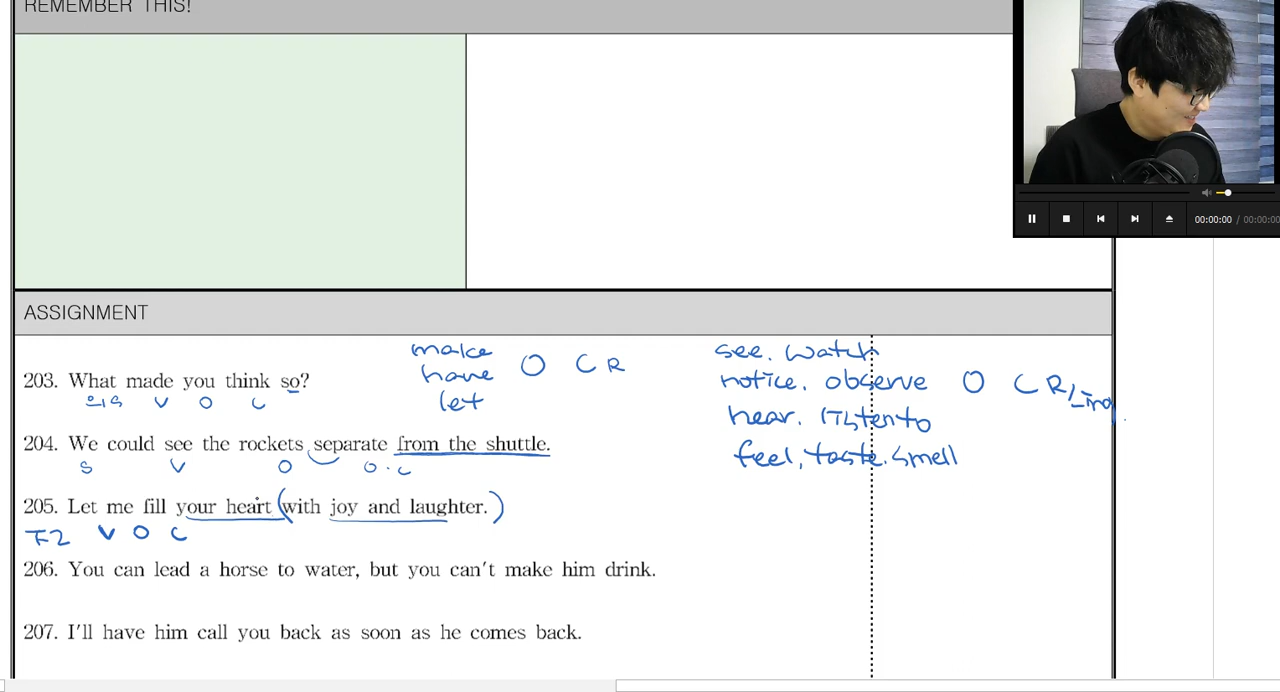 REMEMBER THIS!
00:00:00 / 00:00:00
ASSIGNMENT
make
have
let
O C R
see. watch
notice. observe
hear. listen to
feel, taste. smell
O C R/-ing
203. What made you think so?
V O C
204. We could see the rockets separate from the shuttle.
S V O O.C
205. Let me fill your heart (with joy and laughter.)
V O C
206. You can lead a horse to water, but you can't make him drink.
207. I'll have him call you back as soon as he comes back.